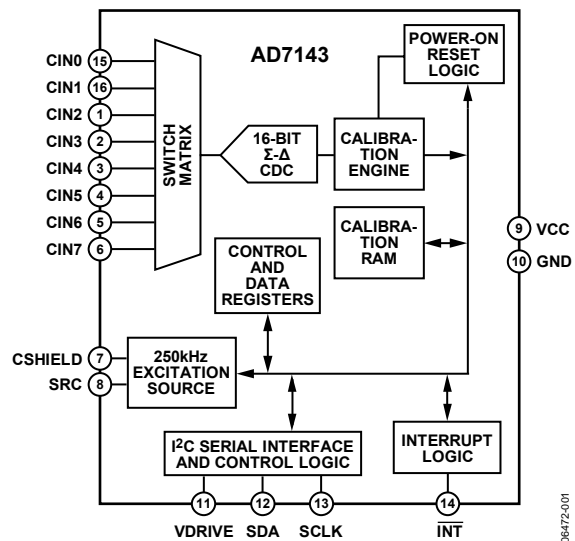 AD7143
POWER-ON
RESET
LOGIC
CIN0 15
CIN1 16
CIN2 1
CIN3 2
CIN4 3
CIN5 4
CIN6 5
CIN7 6
SWITCH
MATRIX
16-BIT
Σ-Δ
CDC
CALIBRA-
TION
ENGINE
CALIBRA-
TION
RAM
9 VCC
10 GND
CONTROL
AND
DATA
REGISTERS
CSHIELD 7
SRC 8
250kHz
EXCITATION
SOURCE
I²C SERIAL INTERFACE
AND CONTROL LOGIC
INTERRUPT
LOGIC
11 12 13 14
VDRIVE SDA SCLK INT
06472-001